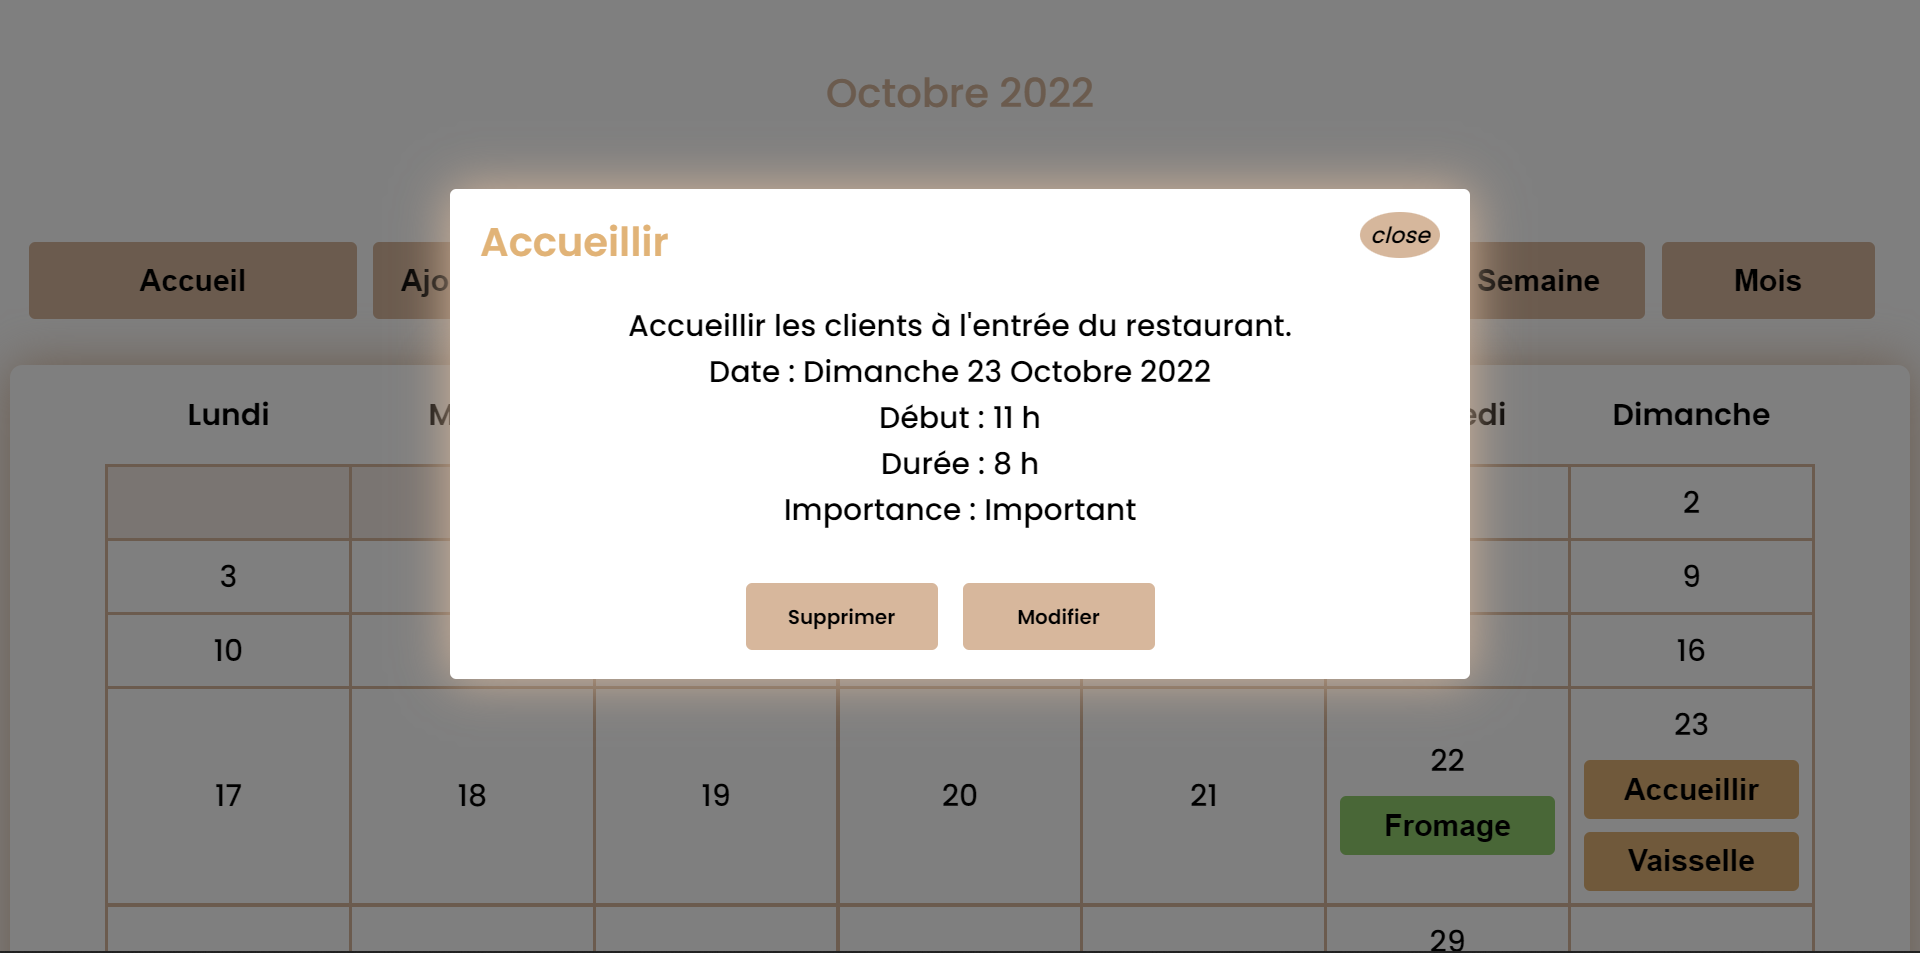 Octobre 2022
Accueil
Ajo
Semaine
Mois
Accueillir
close
Accueillir les clients à l'entrée du restaurant.
Date : Dimanche 23 Octobre 2022
Début : 11 h
Durée : 8 h
Importance : Important
Supprimer
Modifier
Lundi
M
edi
Dimanche
2
3
9
10
16
17
18
19
20
21
22
Fromage
23
Accueillir
Vaisselle
29